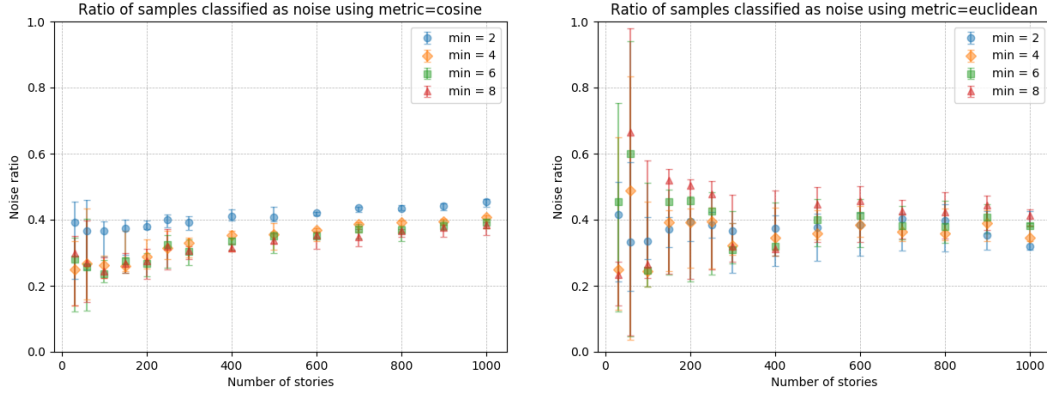 Ratio of samples classified as noise using metric=cosine
1.0
0.8
0.6
0.4
0.2
0.0
Noise ratio
min = 2
min = 4
min = 6
min = 8
0
200
400
600
800
1000
Number of stories
Ratio of samples classified as noise using metric=euclidean
1.0
0.8
0.6
0.4
0.2
0.0
Noise ratio
min = 2
min = 4
min = 6
min = 8
0
200
400
600
800
1000
Number of stories